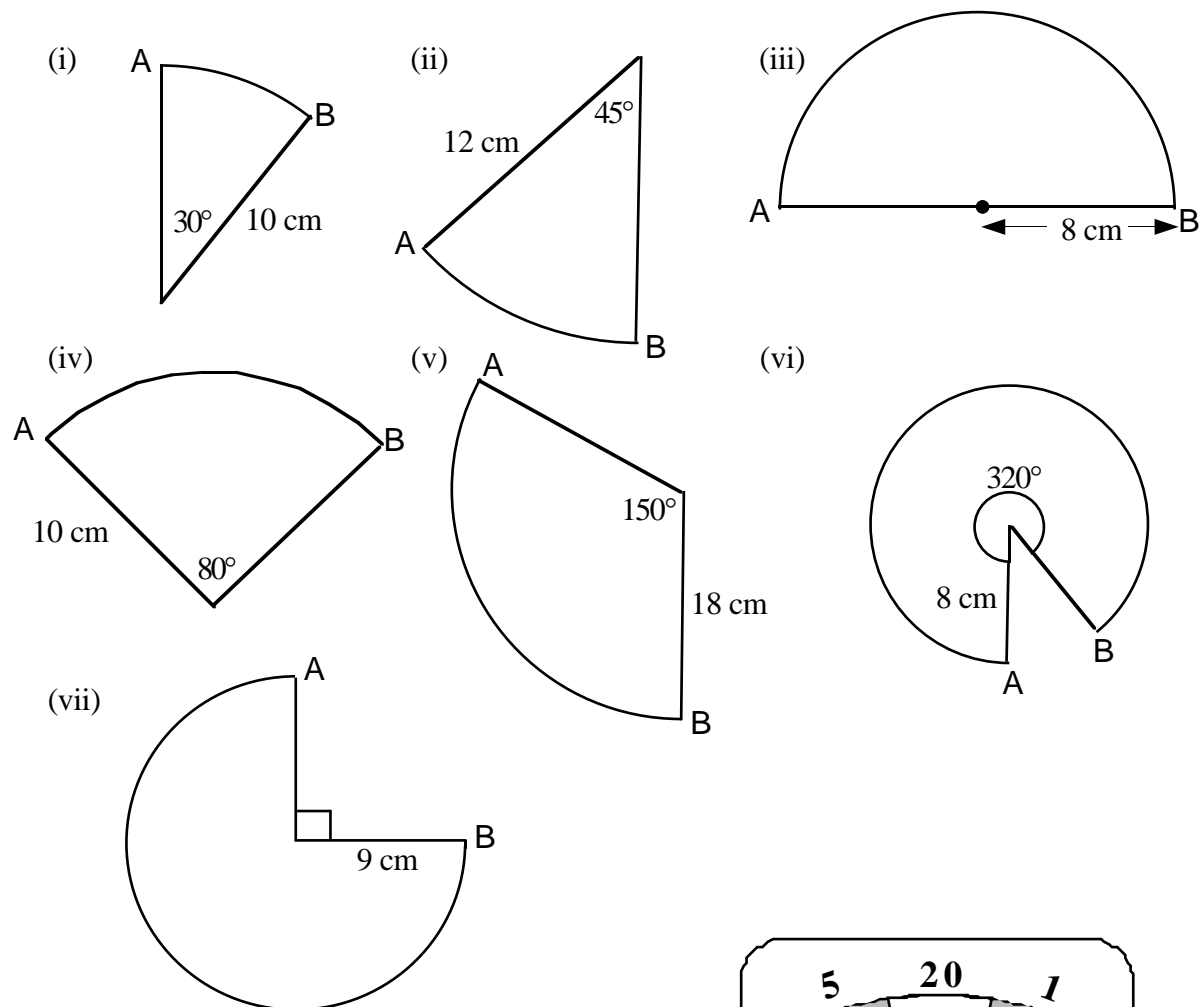 (i)
A
B
30°
10 cm
(ii)
45°
12 cm
A
B
(iii)
A
B
8 cm
(iv)
A
B
10 cm
80°
(v)
A
150°
18 cm
B
(vi)
320°
8 cm
B
A
(vii)
A
B
9 cm
5 20 1